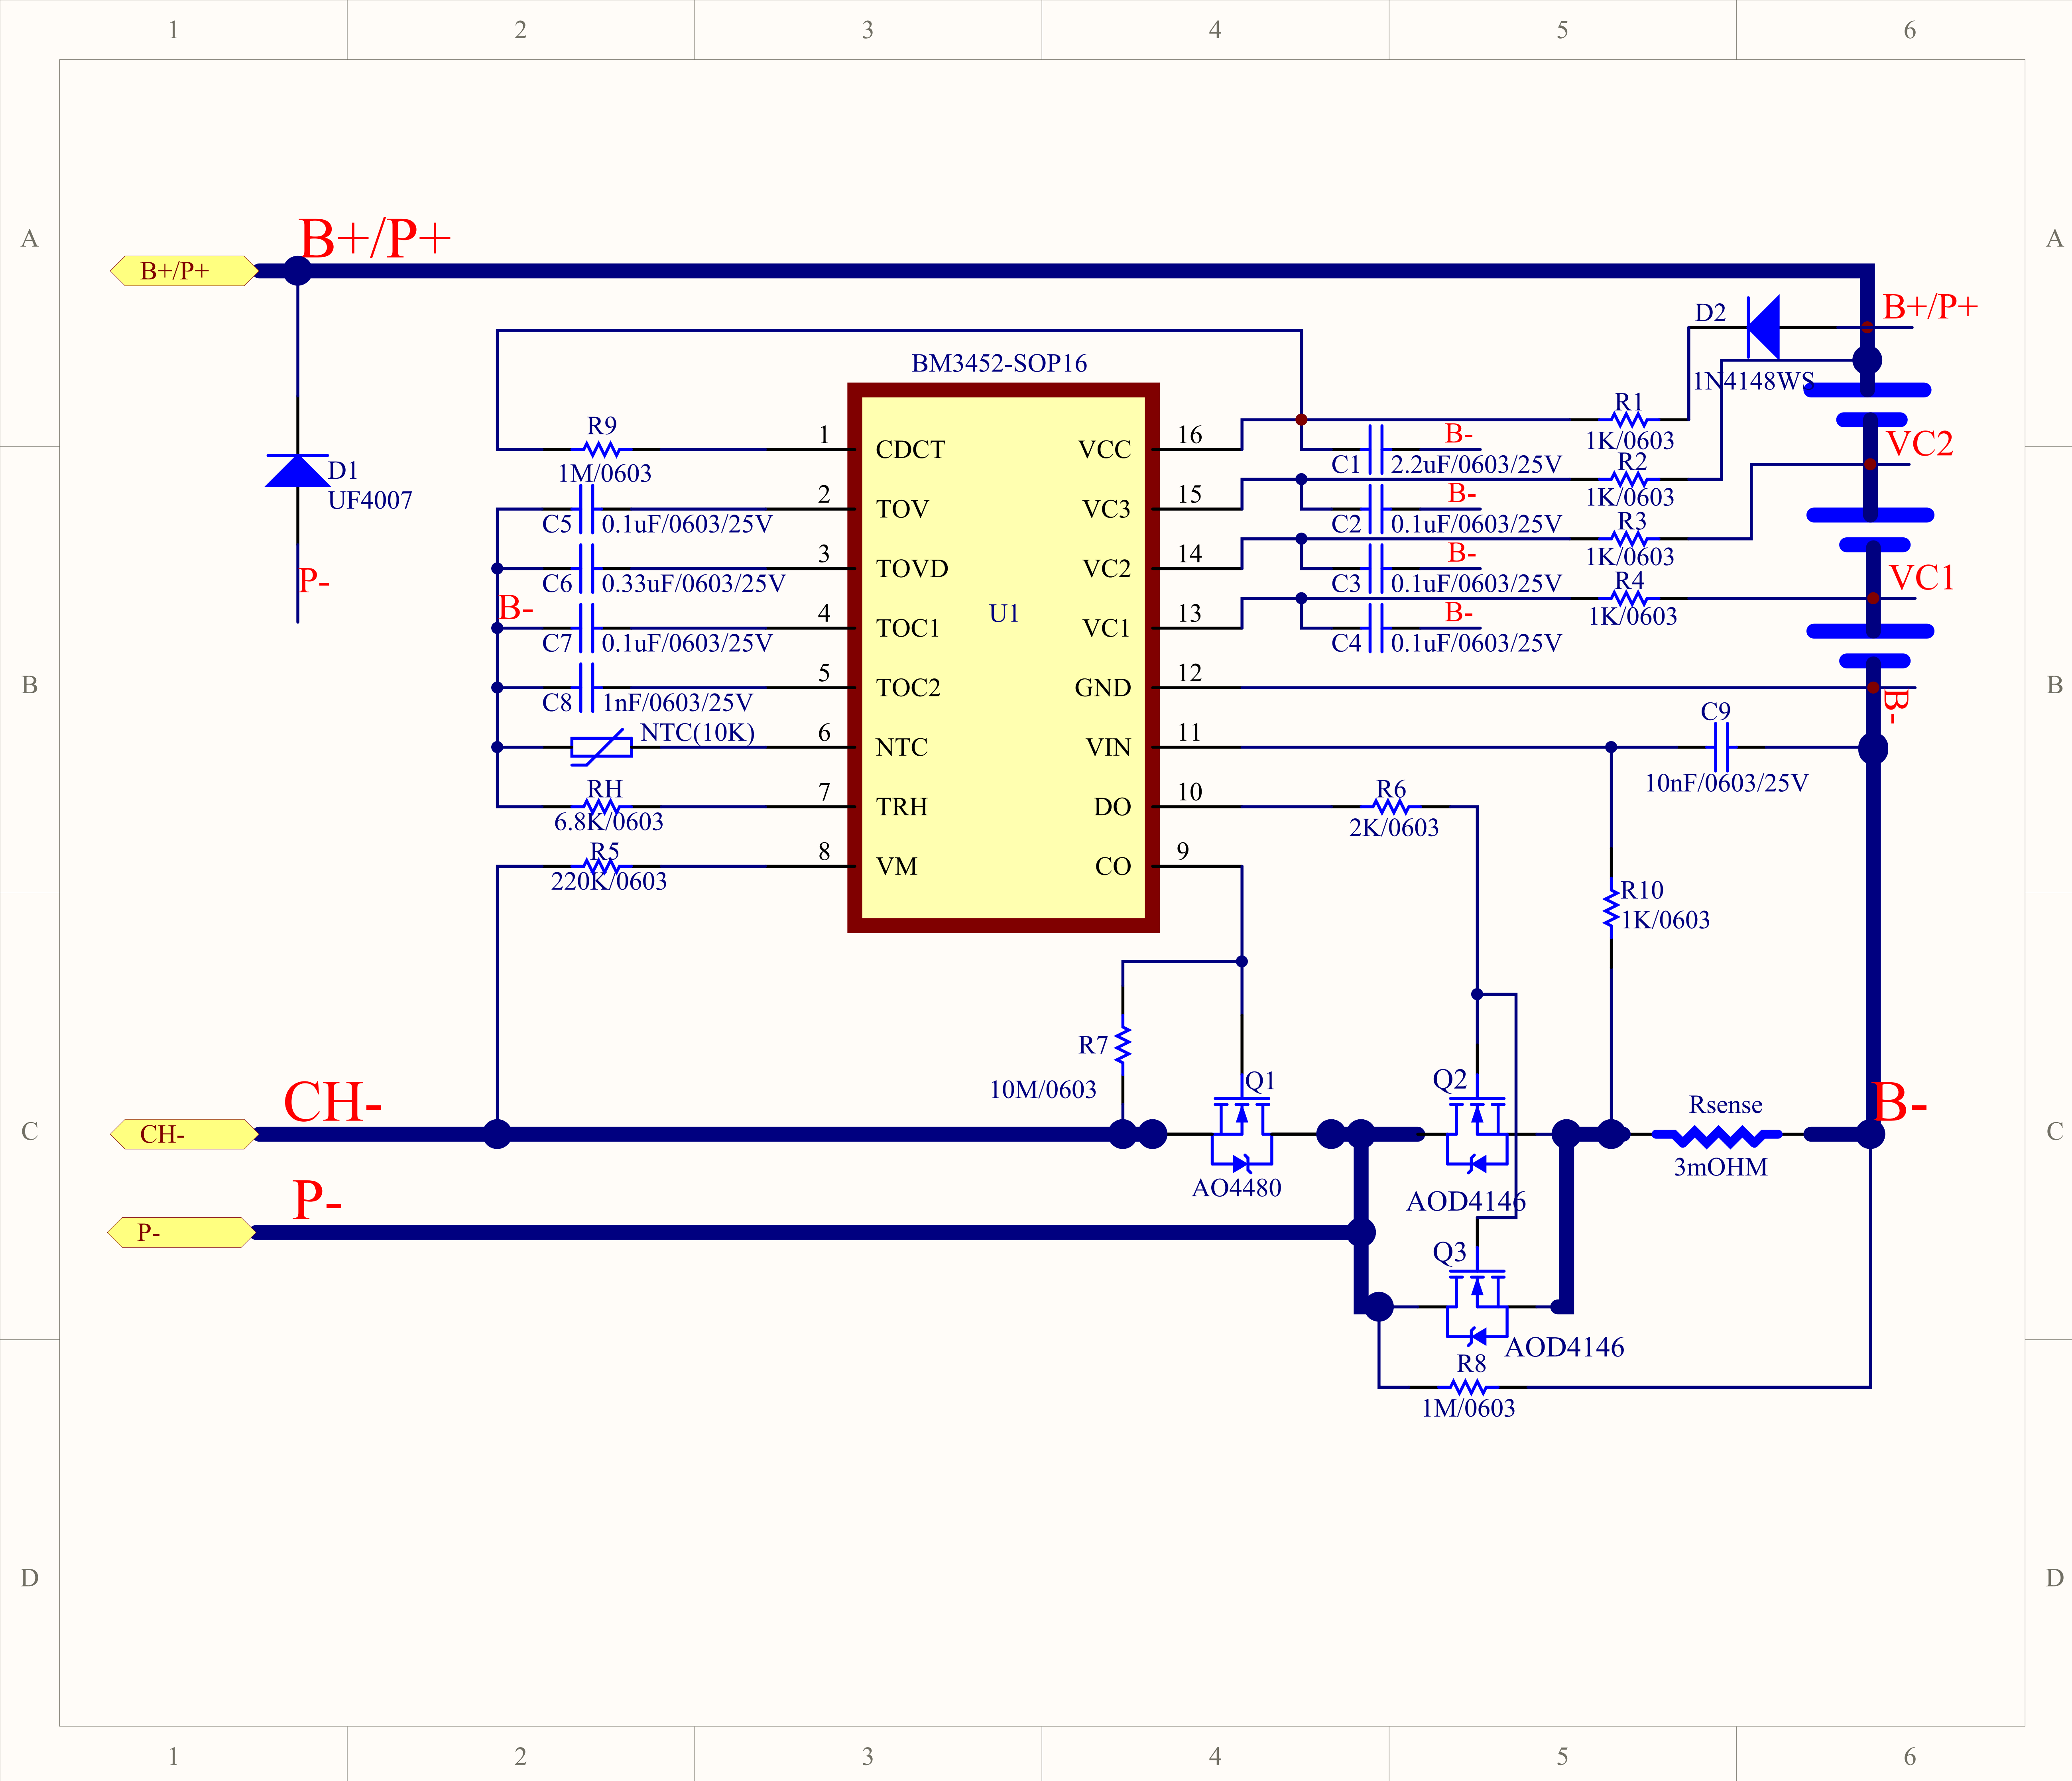 1 2 3 4 5 6
A A
B+/P+
B+/P+
B+/P+
D2
1N4148WS
BM3452-SOP16
R9
1M/0603
1 CDCT VCC 16
C1 2.2uF/0603/25V B-
R1
1K/0603
VC2
D1
UF4007
2 TOV VC3 15
C5 0.1uF/0603/25V
C2 0.1uF/0603/25V B-
R2
1K/0603
3 TOVD VC2 14
C6 0.33uF/0603/25V
C3 0.1uF/0603/25V B-
R3
1K/0603
P-
B-
VC1
4 TOC1 U1 VC1 13
C7 0.1uF/0603/25V
C4 0.1uF/0603/25V B-
R4
1K/0603
5 TOC2 GND 12
C8 1nF/0603/25V
B B
B-
NTC(10K)
6 NTC VIN 11
C9
10nF/0603/25V
RH
6.8K/0603
7 TRH DO 10
R6
2K/0603
R5
220K/0603
8 VM CO 9
R10
1K/0603
R7
10M/0603
Q1
AO4480
Q2
AOD4146
Rsense
3mOHM
B-
CH-
C CH- C
P-
P-
Q3
AOD4146
R8
1M/0603
D D
1 2 3 4 5 6